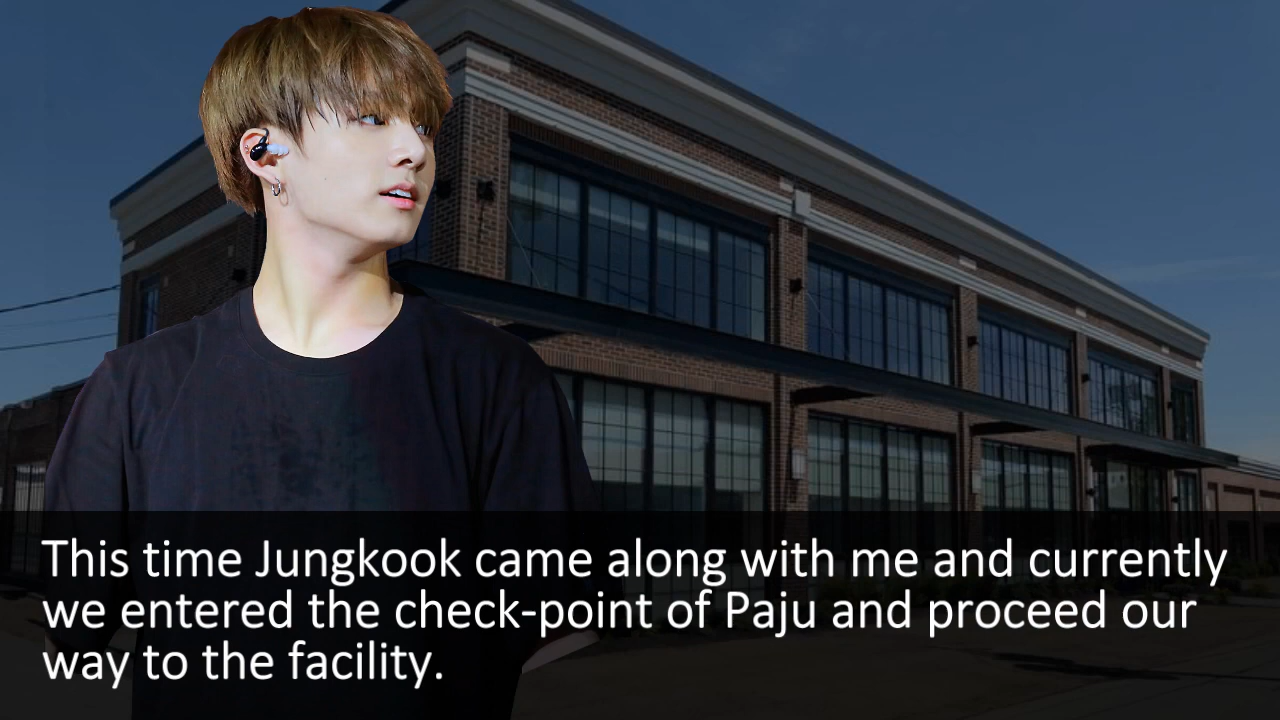 This time Jungkook came along with me and currently
we entered the check-point of Paju and proceed our
way to the facility.